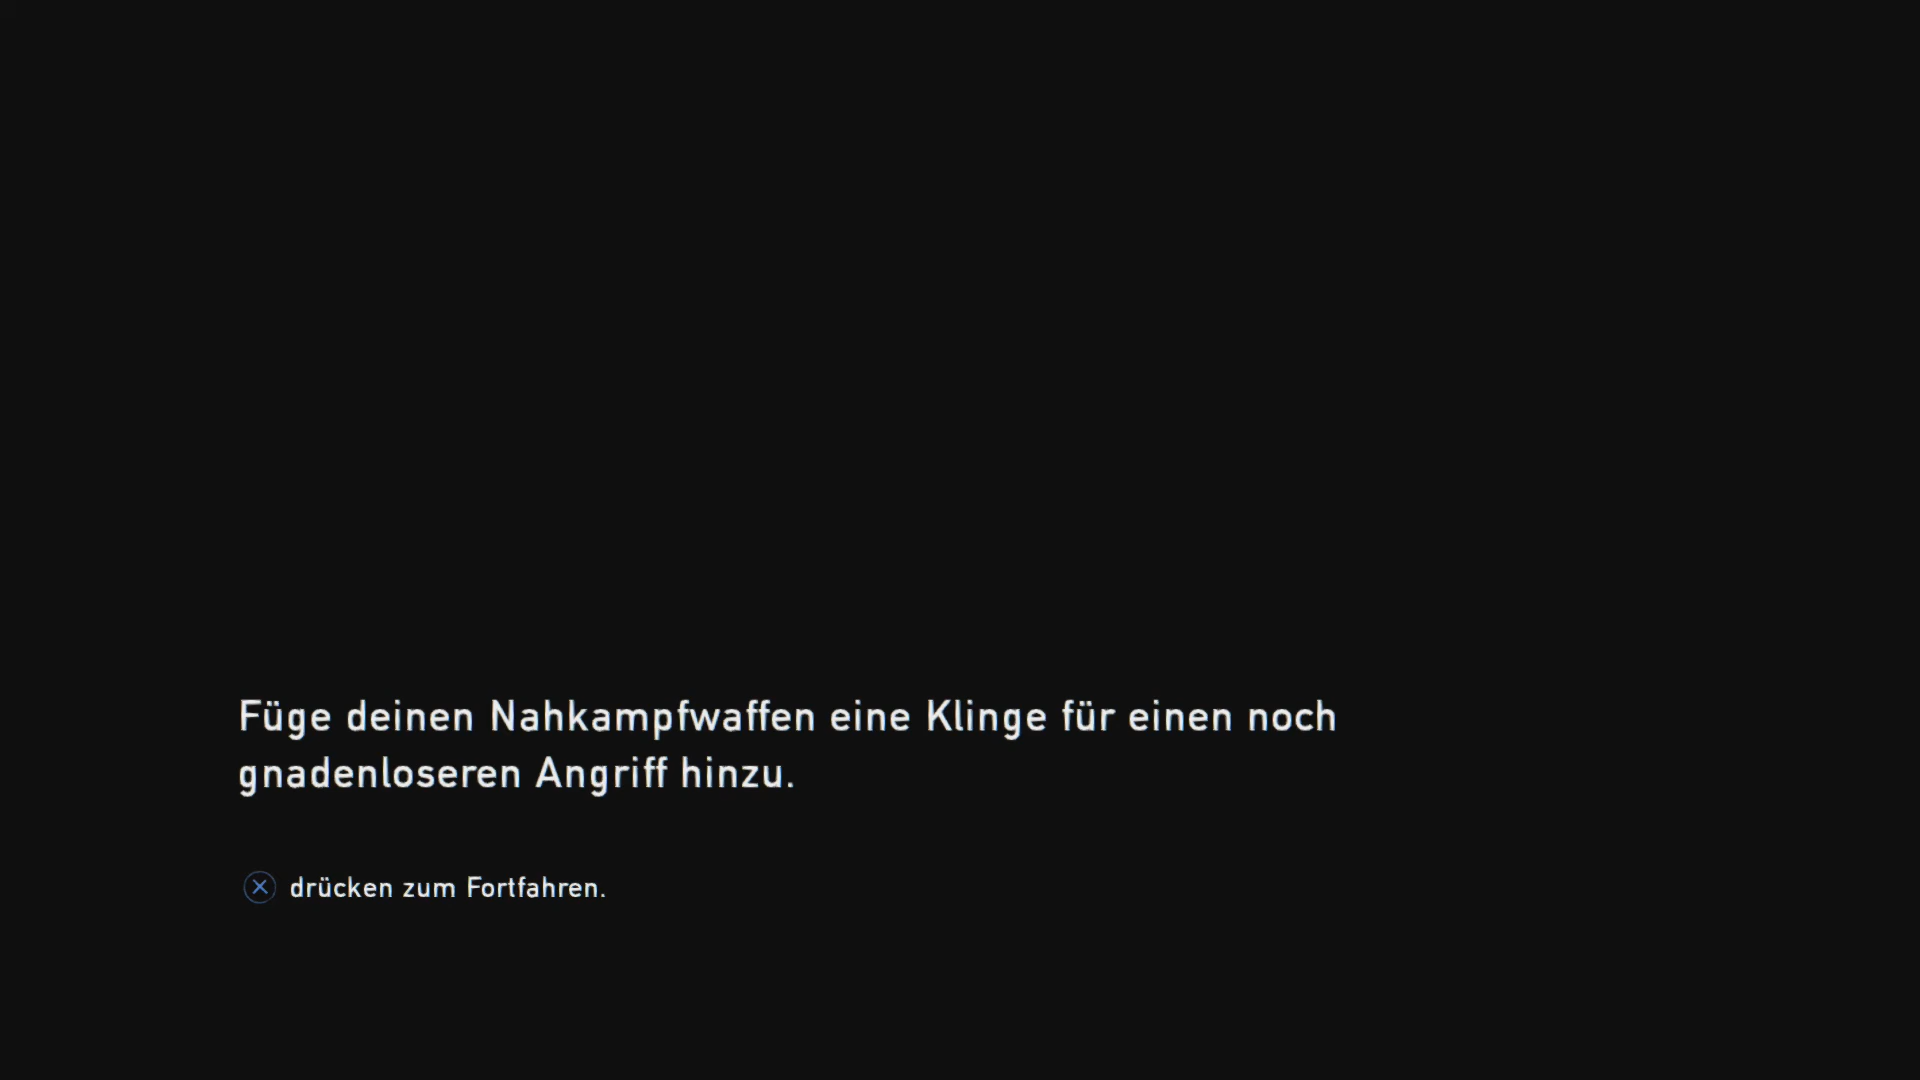 Füge deinen Nahkampfwaffen eine Klinge für einen noch
gnadenloseren Angriff hinzu.
drücken zum Fortfahren.